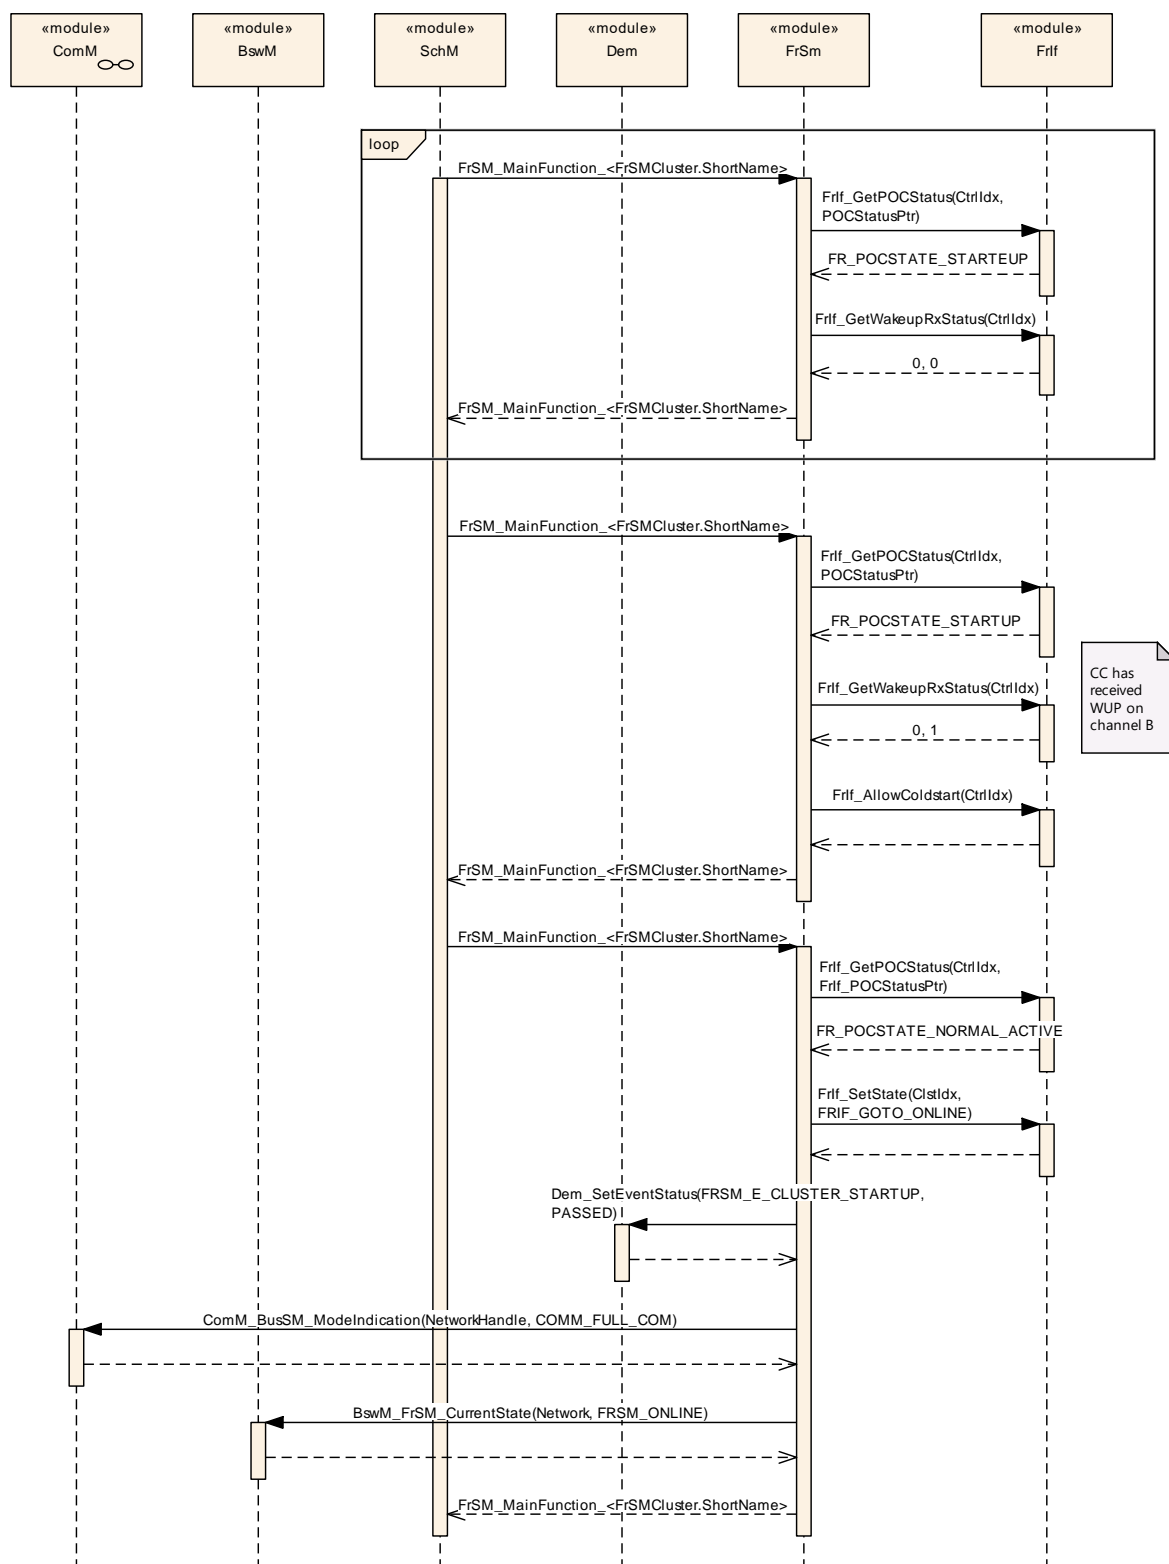 «module»
ComM
«module»
BswM
«module»
SchM
«module»
Dem
«module»
FrSm
«module»
FrIf
loop
FrSM_MainFunction_<FrSMCluster.ShortName>
FrIf_GetPOCStatus(CtrlIdx,
POCStatusPtr)
FR_POCSTATE_STARTEUP
FrIf_GetWakeupRxStatus(CtrlIdx)
0, 0
FrSM_MainFunction_<FrSMCluster.ShortName>
FrSM_MainFunction_<FrSMCluster.ShortName>
FrIf_GetPOCStatus(CtrlIdx,
POCStatusPtr)
FR_POCSTATE_STARTUP
CC has
received
WUP on
channel B
FrIf_GetWakeupRxStatus(CtrlIdx)
0, 1
FrIf_AllowColdstart(CtrlIdx)
FrSM_MainFunction_<FrSMCluster.ShortName>
FrSM_MainFunction_<FrSMCluster.ShortName>
FrIf_GetPOCStatus(CtrlIdx,
FrIf_POCStatusPtr)
FR_POCSTATE_NORMAL_ACTIVE
FrIf_SetState(ClstIdx,
FRIF_GOTO_ONLINE)
Dem_SetEventStatus(FRSM_E_CLUSTER_STARTUP,
PASSED)
ComM_BusSM_ModeIndication(NetworkHandle, COMM_FULL_COM)
BswM_FrSM_CurrentState(Network, FRSM_ONLINE)
FrSM_MainFunction_<FrSMCluster.ShortName>